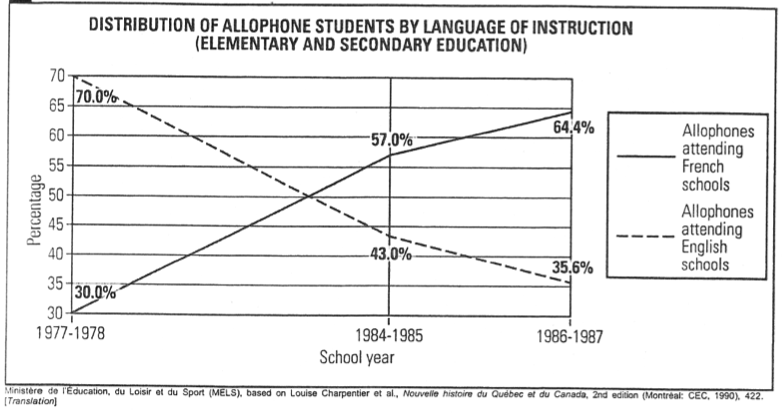 DISTRIBUTION OF ALLOPHONE STUDENTS BY LANGUAGE OF INSTRUCTION
(ELEMENTARY AND SECONDARY EDUCATION)
Percentage
70
65
60
55
50
45
40
35
30
70.0%
57.0%
64.4%
30.0%
43.0%
35.6%
1977-1978
1984-1985
1986-1987
School year
Allophones
attending
French
schools
Allophones
attending
English
schools
Ministère de l'Éducation, du Loisir et du Sport (MELS), based on Louise Charpentier et al., Nouvelle histoire du Québec et du Canada, 2nd edition (Montréal: CEC, 1990), 422.
[Translation]